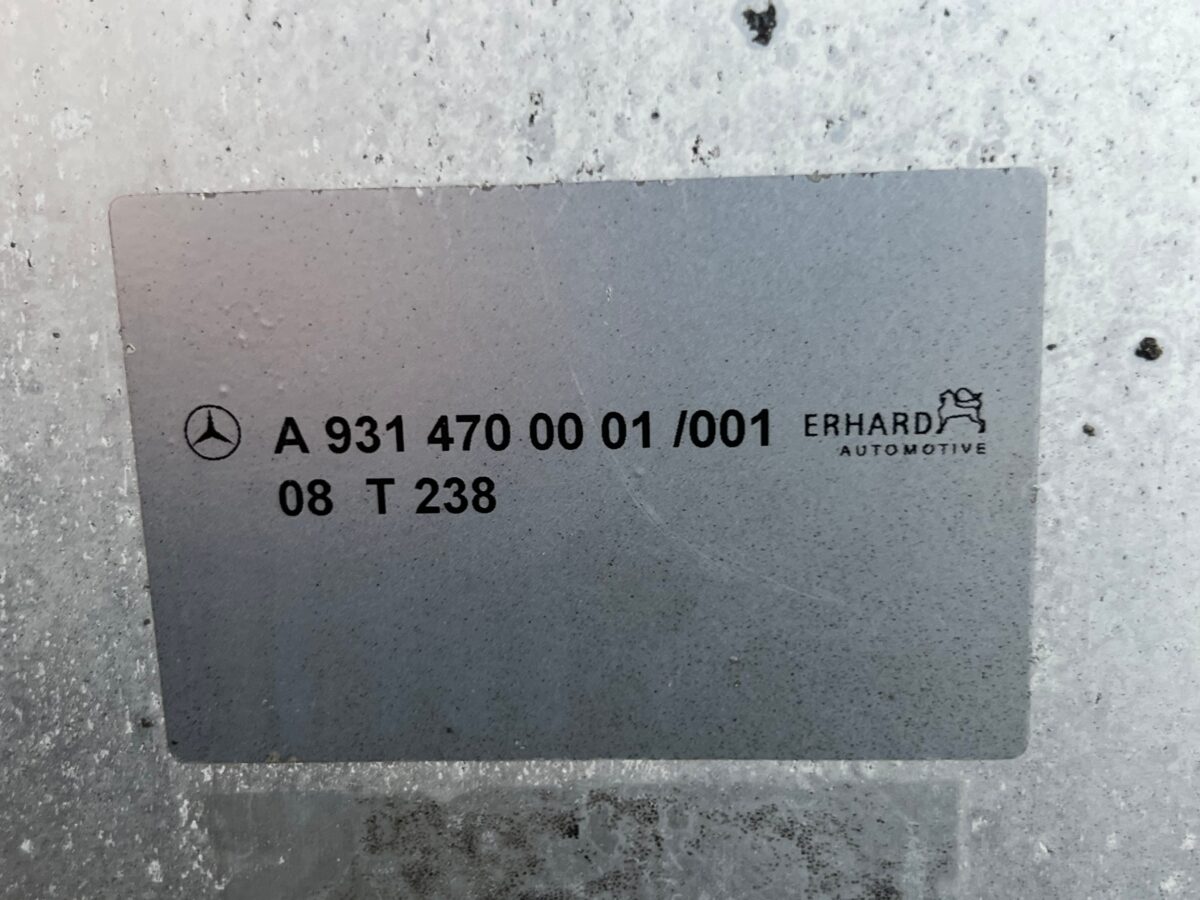 A 931 470 00 01 /001 ERHARD
AUTOMOTIVE
08 T 238